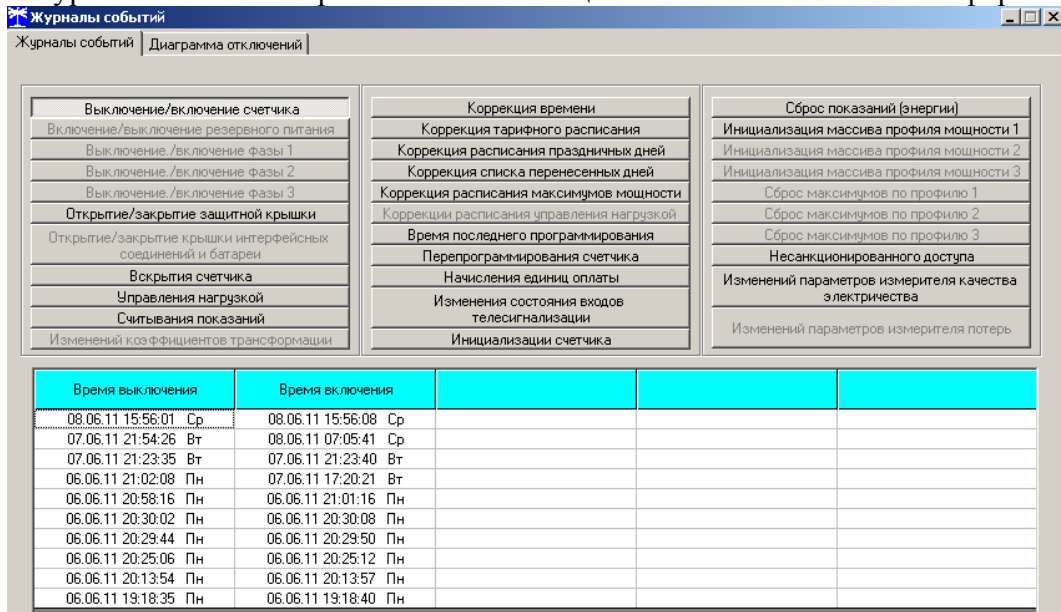 Журналы событий
Журналы событий
Диаграмма отключений
Выключение/включение счетчика
Включение/выключение резервного питания
Выключение./включение фазы 1
Выключение./включение фазы 2
Выключение./включение фазы 3
Открытие/закрытие защитной крышки
Открытие/закрытие крышки интерфейсных
соединений и батареи
Вскрытия счетчика
Управления нагрузкой
Считывания показаний
Изменений коэффициентов трансформации
Коррекция времени
Коррекция тарифного расписания
Коррекция расписания праздничных дней
Коррекция списка перенесенных дней
Коррекция расписания максимумов мощности
Коррекции расписания управления нагрузкой
Время последнего программирования
Перепрограммирования счетчика
Начисления единиц оплаты
Изменения состояния входов
телесигнализации
Инициализации счетчика
Сброс показаний (энергии)
Инициализация массива профиля мощности 1
Инициализация массива профиля мощности 2
Инициализация массива профиля мощности 3
Сброс максимумов по профилю 1
Сброс максимумов по профилю 2
Сброс максимумов по профилю 3
Несанкционированного доступа
Изменений параметров измерителя качества
электричества
Изменений параметров измерителя потерь
Время выключения Время включения
08.06.11 15:56:01 Ср 08.06.11 15:56:08 Ср
07.06.11 21:54:26 Вт 08.06.11 07:05:41 Ср
07.06.11 21:23:35 Вт 07.06.11 21:23:40 Вт
06.06.11 21:02:08 Пн 07.06.11 17:20:21 Вт
06.06.11 20:58:16 Пн 06.06.11 21:01:16 Пн
06.06.11 20:30:02 Пн 06.06.11 20:30:08 Пн
06.06.11 20:29:44 Пн 06.06.11 20:29:50 Пн
06.06.11 20:25:06 Пн 06.06.11 20:25:12 Пн
06.06.11 20:13:54 Пн 06.06.11 20:13:57 Пн
06.06.11 19:18:35 Пн 06.06.11 19:18:40 Пн